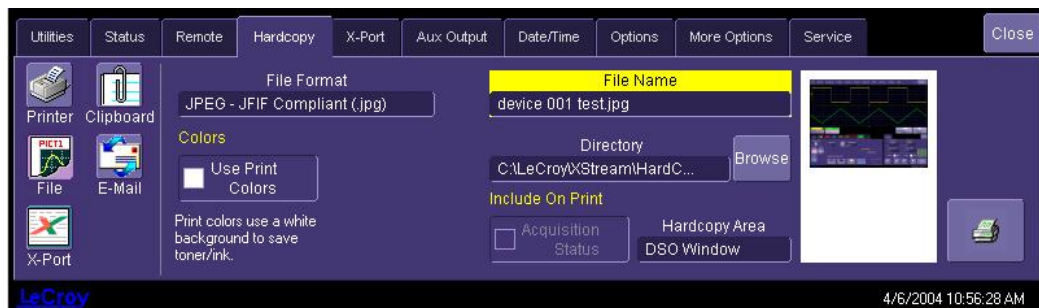 Utilities Status Remote Hardcopy X-Port Aux Output Date/Time Options More Options Service Close
Printer Clipboard
PICT1
File E-Mail
X-Port
File Format
JPEG - JFIF Compliant (.jpg)
Colors
Use Print
Colors
Print colors use a white
background to save
toner/ink.
File Name
device 001 test.jpg
Directory
C:\LeCroy\XStream\HardC... Browse
Include On Print
Acquisition
Status
Hardcopy Area
DSO Window
LeCroy 4/6/2004 10:56:28 AM